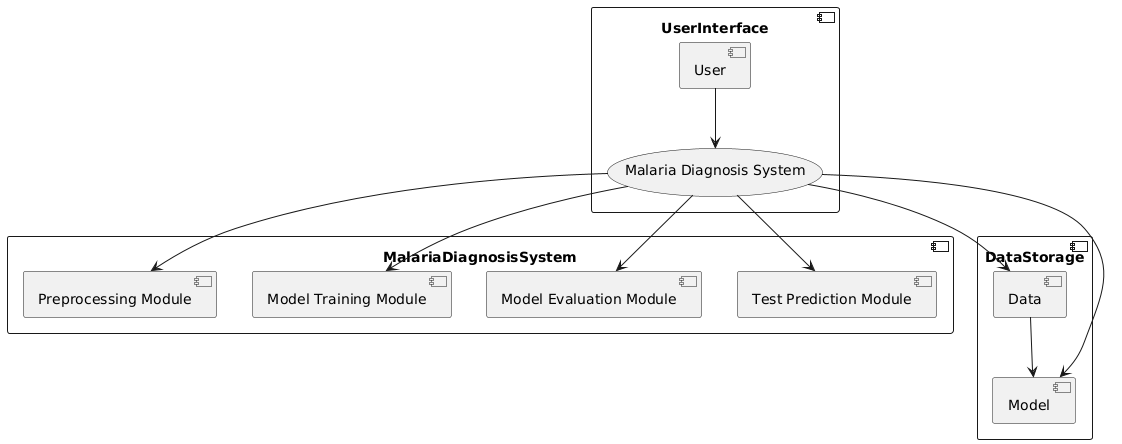 UserInterface
User
Malaria Diagnosis System
MalariaDiagnosisSystem
Preprocessing Module
Model Training Module
Model Evaluation Module
Test Prediction Module
DataStorage
Data
Model